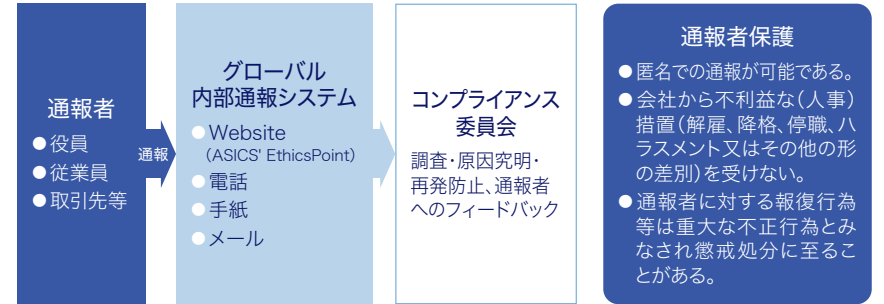 通報者
●役員
●従業員
●取引先等
通報
グローバル
内部通報システム
●Website
(ASICS' EthicsPoint)
●電話
●手紙
●メール
コンプライアンス
委員会
調査・原因究明・
再発防止、通報者
へのフィードバック
通報者保護
●匿名での通報が可能である。
●会社から不利益な(人事)
措置(解雇、降格、停職、ハ
ラスメント又はその他の形
の差別)を受けない。
●通報者に対する報復行為
等は重大な不正行為とみ
なされ懲戒処分に至るこ
とがある。